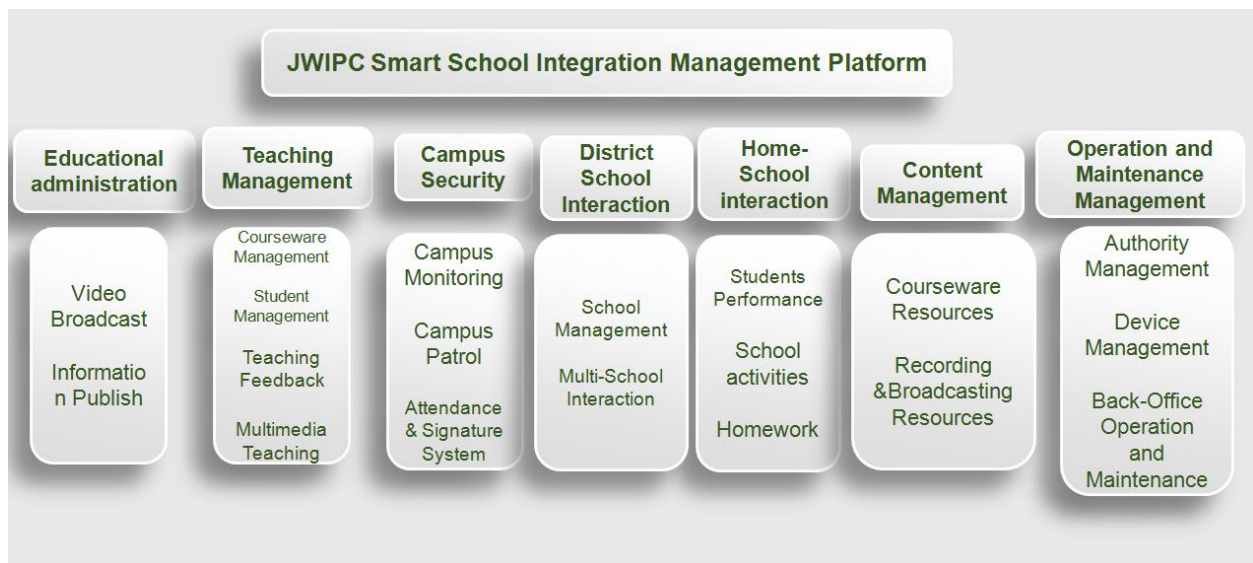 JWIPC Smart School Integration Management Platform
Educational
administration
Teaching
Management
Campus
Security
District
School
Interaction
Home-
School
interaction
Content
Management
Operation and
Maintenance
Management
Video
Broadcast
Informatio
n Publish
Courseware
Management
Student
Management
Teaching
Feedback
Multimedia
Teaching
Campus
Monitoring
Campus
Patrol
Attendance
& Signature
System
School
Management
Multi-School
Interaction
Students
Performance
School
activities
Homework
Courseware
Resources
Recording
&Broadcasting
Resources
Authority
Management
Device
Management
Back-Office
Operation
and
Maintenance